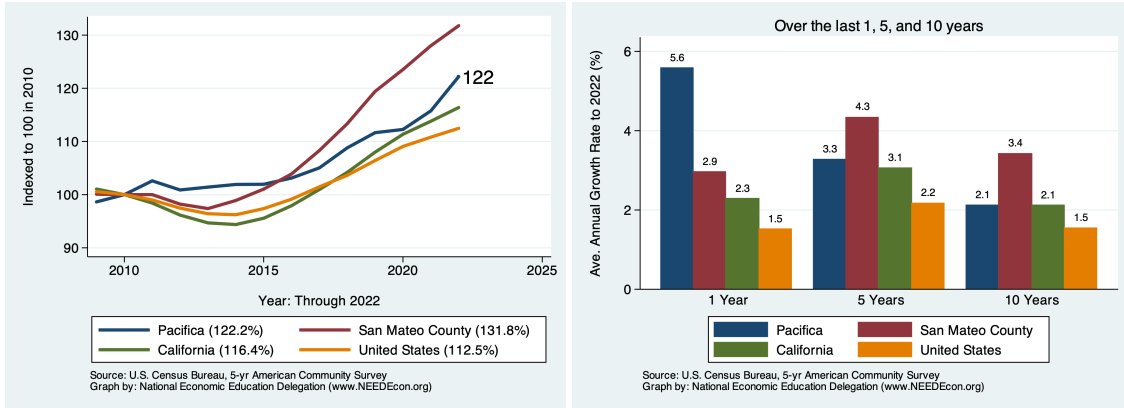 130
120
110
100
90
Indexed to 100 in 2010
122
2010
2015
2020
2025
Year: Through 2022
Pacifica (122.2%)
San Mateo County (131.8%)
California (116.4%)
United States (112.5%)
Source: U.S. Census Bureau, 5-yr American Community Survey
Graph by: National Economic Education Delegation (www.NEEDEcon.org)
Over the last 1, 5, and 10 years
6
4
2
0
Ave. Annual Growth Rate to 2022 (%)
5.6
2.9
2.3
1.5
3.3
4.3
3.1
2.2
2.1
3.4
2.1
1.5
1 Year
5 Years
10 Years
Pacifica
San Mateo County
California
United States
Source: U.S. Census Bureau, 5-yr American Community Survey
Graph by: National Economic Education Delegation (www.NEEDEcon.org)